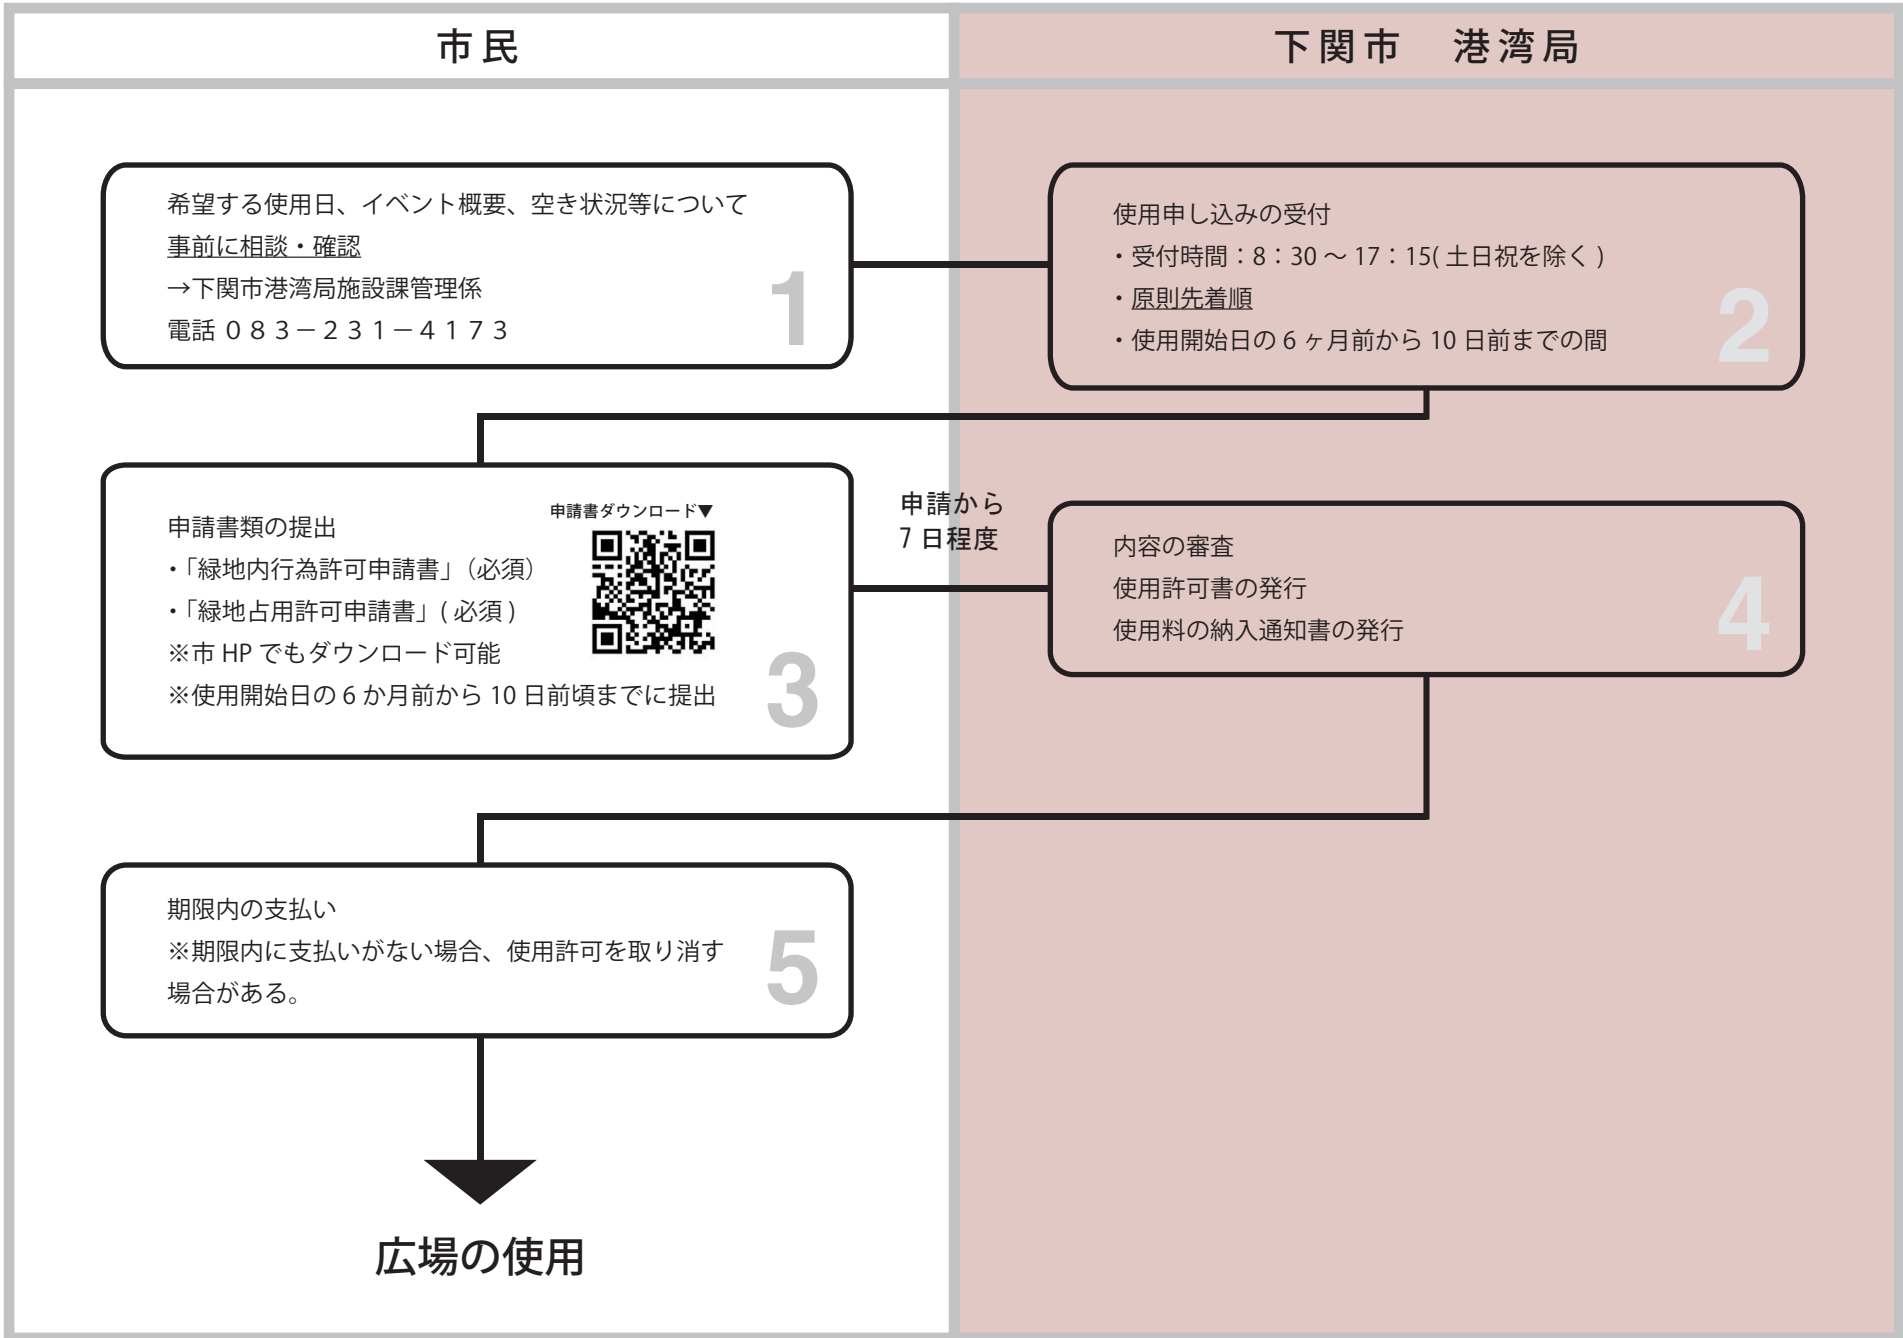 市民
下関市　港湾局
希望する使用日、イベント概要、空き状況等について
事前に相談・確認
→下関市港湾局施設課管理係
電話 ０８３－２３１－４１７３
1
使用申し込みの受付
・受付時間：8：30 〜 17：15( 土日祝を除く )
・原則先着順
・使用開始日の 6 ヶ月前から 10 日前までの間
2
申請書類の提出
申請書ダウンロード▼
・「緑地内行為許可申請書」（必須）
・「緑地占用許可申請書」( 必須 )
※市 HP でもダウンロード可能
※使用開始日の 6 か月前から 10 日前頃までに提出
3
申請から
7 日程度
内容の審査
使用許可書の発行
使用料の納入通知書の発行
4
期限内の支払い
※期限内に支払いがない場合、使用許可を取り消す
場合がある。
5
広場の使用